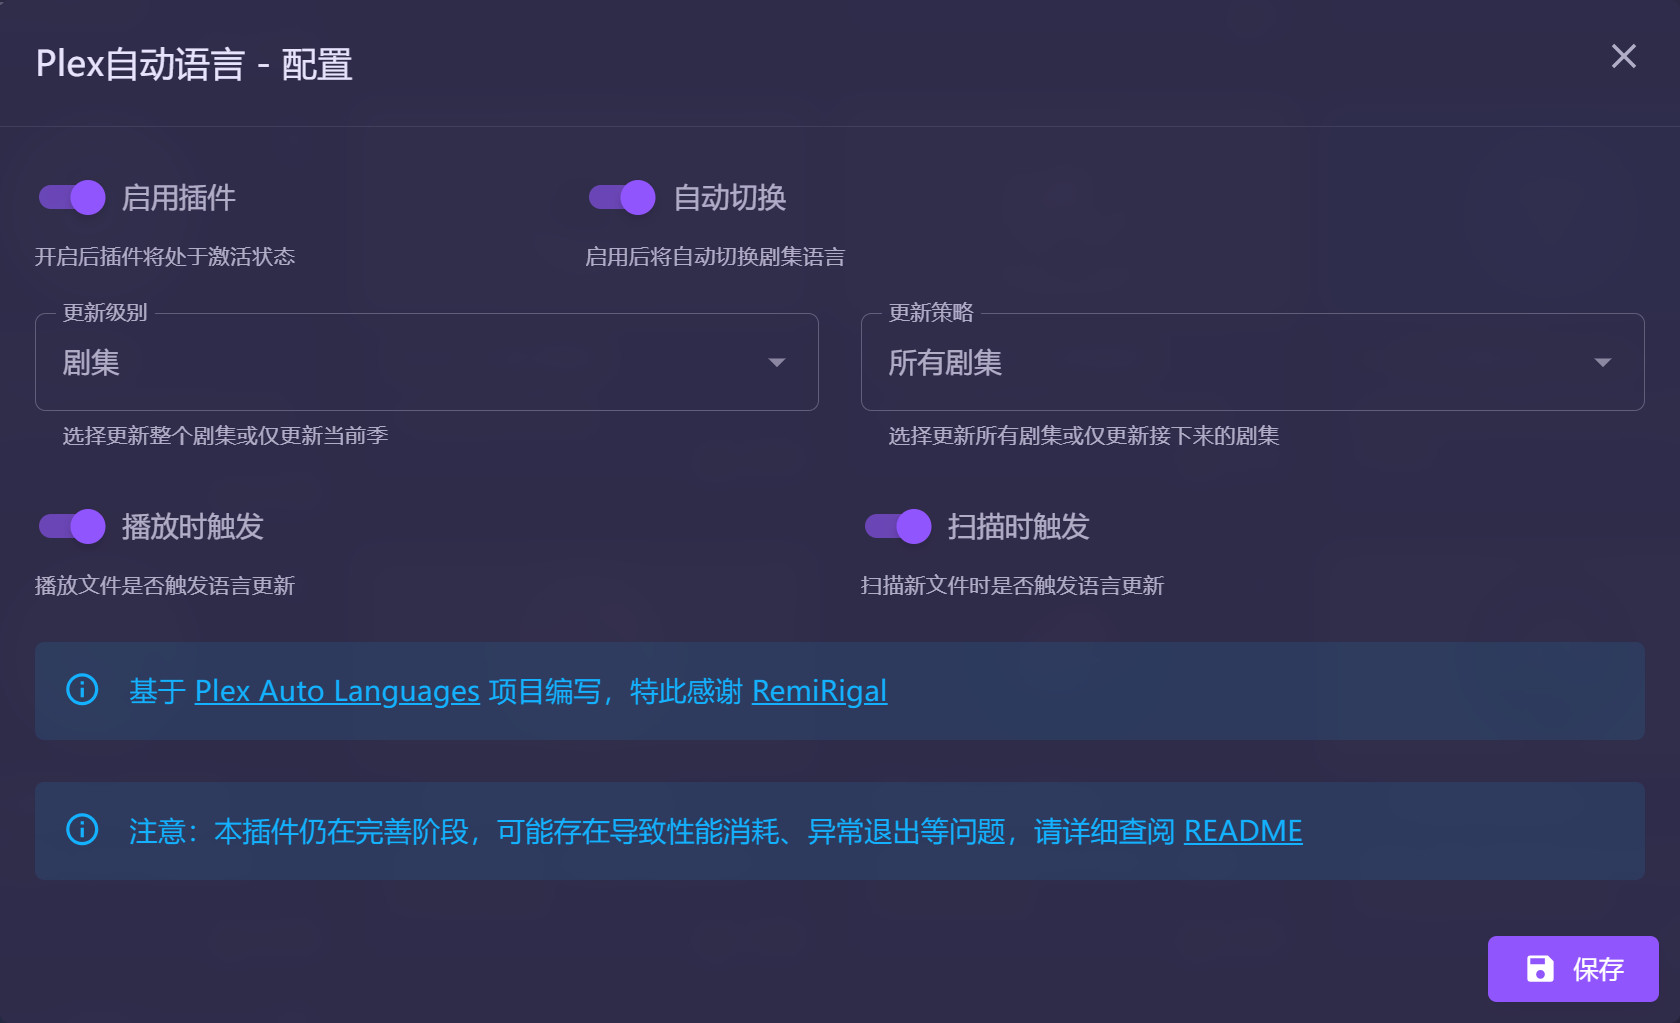 Plex自动语言 - 配置
启用插件
自动切换
开启后插件将处于激活状态
启用后将自动切换剧集语言
更新级别
更新策略
剧集
所有剧集
选择更新整个剧集或仅更新当前季
选择更新所有剧集或仅更新接下来的剧集
播放时触发
扫描时触发
播放文件是否触发语言更新
扫描新文件时是否触发语言更新
基于 Plex Auto Languages 项目编写，特此感谢 RemiRigal
注意：本插件仍在完善阶段，可能存在导致性能消耗、异常退出等问题，请详细查阅 README
保存